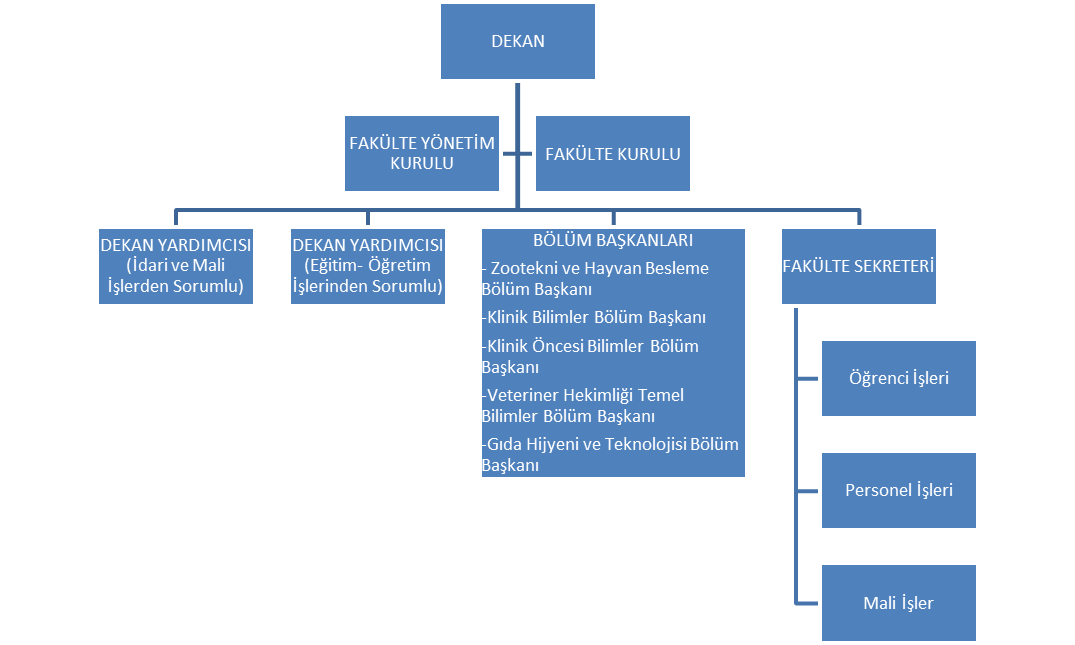 DEKAN
FAKÜLTE YÖNETİM
KURULU
FAKÜLTE KURULU
DEKAN YARDIMCISI
(İdari ve Mali
İşlerden Sorumlu)
DEKAN YARDIMCISI
(Eğitim- Öğretim
İşlerinden Sorumlu)
BÖLÜM BAŞKANLARI
- Zootekni ve Hayvan Besleme
Bölüm Başkanı
-Klinik Bilimler Bölüm Başkanı
-Klinik Öncesi Bilimler Bölüm
Başkanı
-Veteriner Hekimliği Temel
Bilimler Bölüm Başkanı
-Gıda Hijyeni ve Teknolojisi Bölüm
Başkanı
FAKÜLTE SEKRETERİ
Öğrenci İşleri
Personel İşleri
Mali İşler